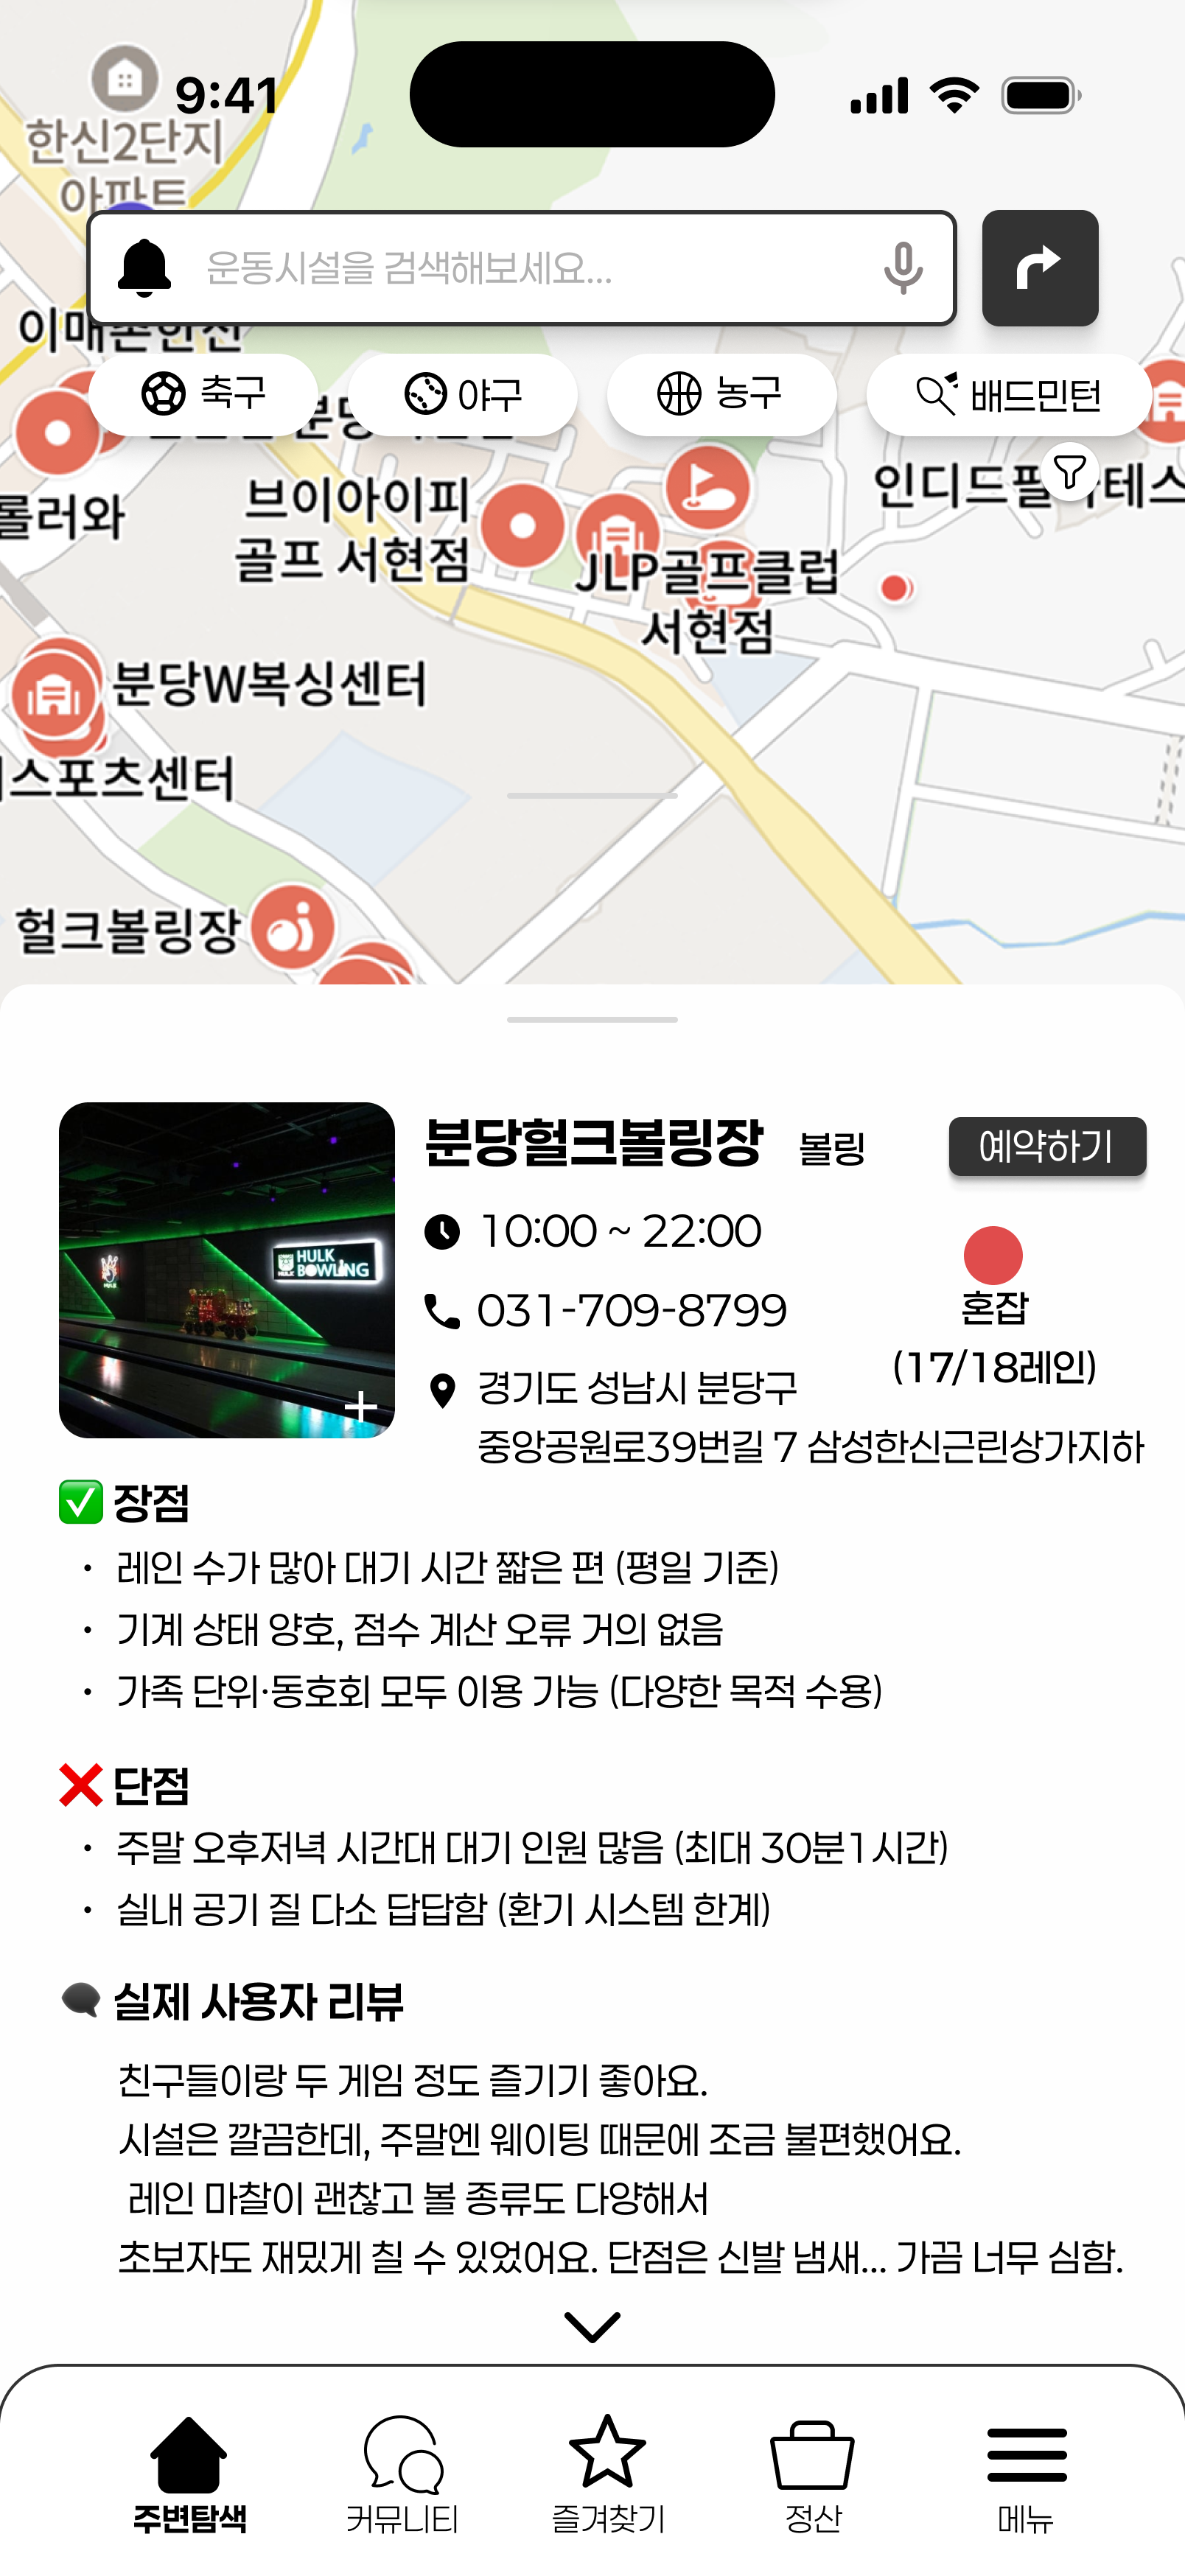 9:41
한신2단지
아파트
운동시설을 검색해보세요...
이매촌한신
축구
야구
농구
배드민턴
롤러와
브이아이피
골프 서현점
JLP골프클럽
서현점
분당W복싱센터
스포츠센터
헐크볼링장
HULK
BOWLING
분당헐크볼링장 볼링
예약하기
10:00 ~ 22:00
031-709-8799
혼잡
(17/18레인)
경기도 성남시 분당구
중앙공원로39번길 7 삼성한신근린상가지하
✅ 장점
· 레인 수가 많아 대기 시간 짧은 편 (평일 기준)
· 기계 상태 양호, 점수 계산 오류 거의 없음
· 가족 단위·동호회 모두 이용 가능 (다양한 목적 수용)
❌ 단점
· 주말 오후저녁 시간대 대기 인원 많음 (최대 30분1시간)
· 실내 공기 질 다소 답답함 (환기 시스템 한계)
🗨 실제 사용자 리뷰
친구들이랑 두 게임 정도 즐기기 좋아요.
시설은 깔끔한데, 주말엔 웨이팅 때문에 조금 불편했어요.
레인 마찰이 괜찮고 볼 종류도 다양해서
초보자도 재밌게 칠 수 있었어요. 단점은 신발 냄새... 가끔 너무 심함.
주변탐색
커뮤니티
즐겨찾기
정산
메뉴